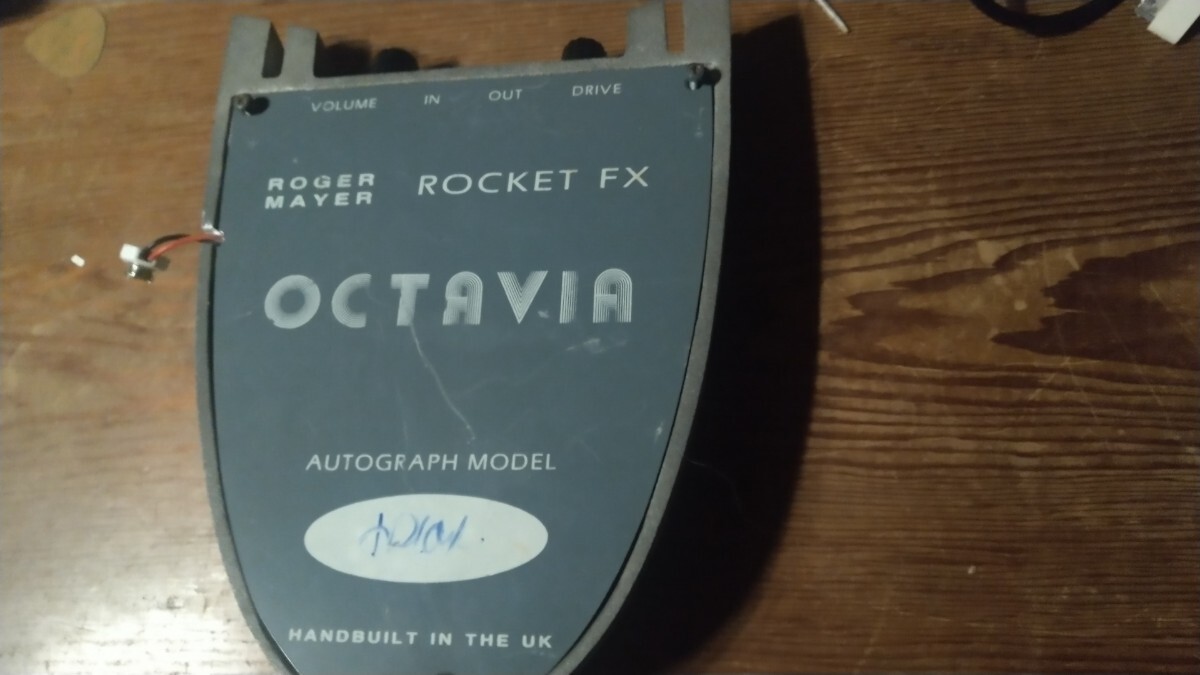 VOLUME IN OUT DRIVE
ROGER MAYER
ROCKET FX
OCTAVIA
AUTOGRAPH MODEL
HANDBUILT IN THE UK